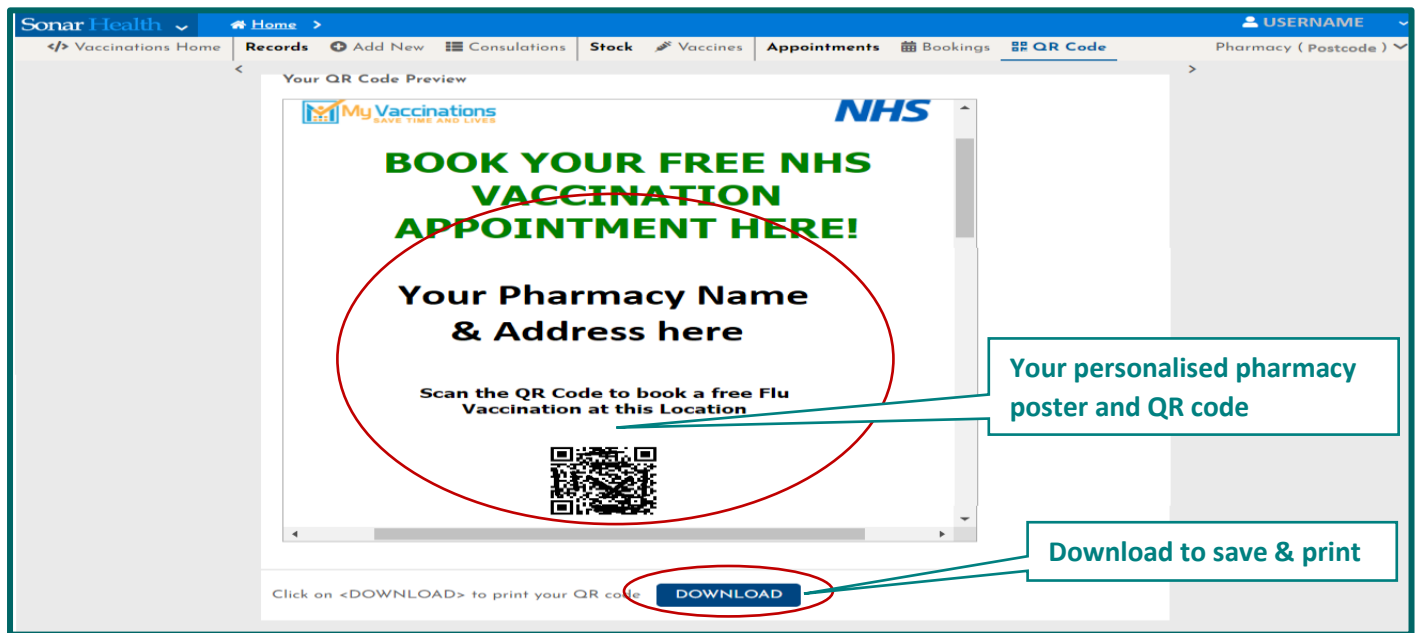 Sonar Health Home > USERNAME
</> Vaccinations Home Records Add New Consulations Stock Vaccines Appointments Bookings QR Code Pharmacy ( Postcode )
< Your QR Code Preview >
My Vaccinations NHS
SAVE TIME AND LIVES
BOOK YOUR FREE NHS
VACCINATION
APPOINTMENT HERE!
Your Pharmacy Name
& Address here
Scan the QR Code to book a free Flu
Vaccination at this Location
Your personalised pharmacy
poster and QR code
Download to save & print
Click on <DOWNLOAD> to print your QR code DOWNLOAD